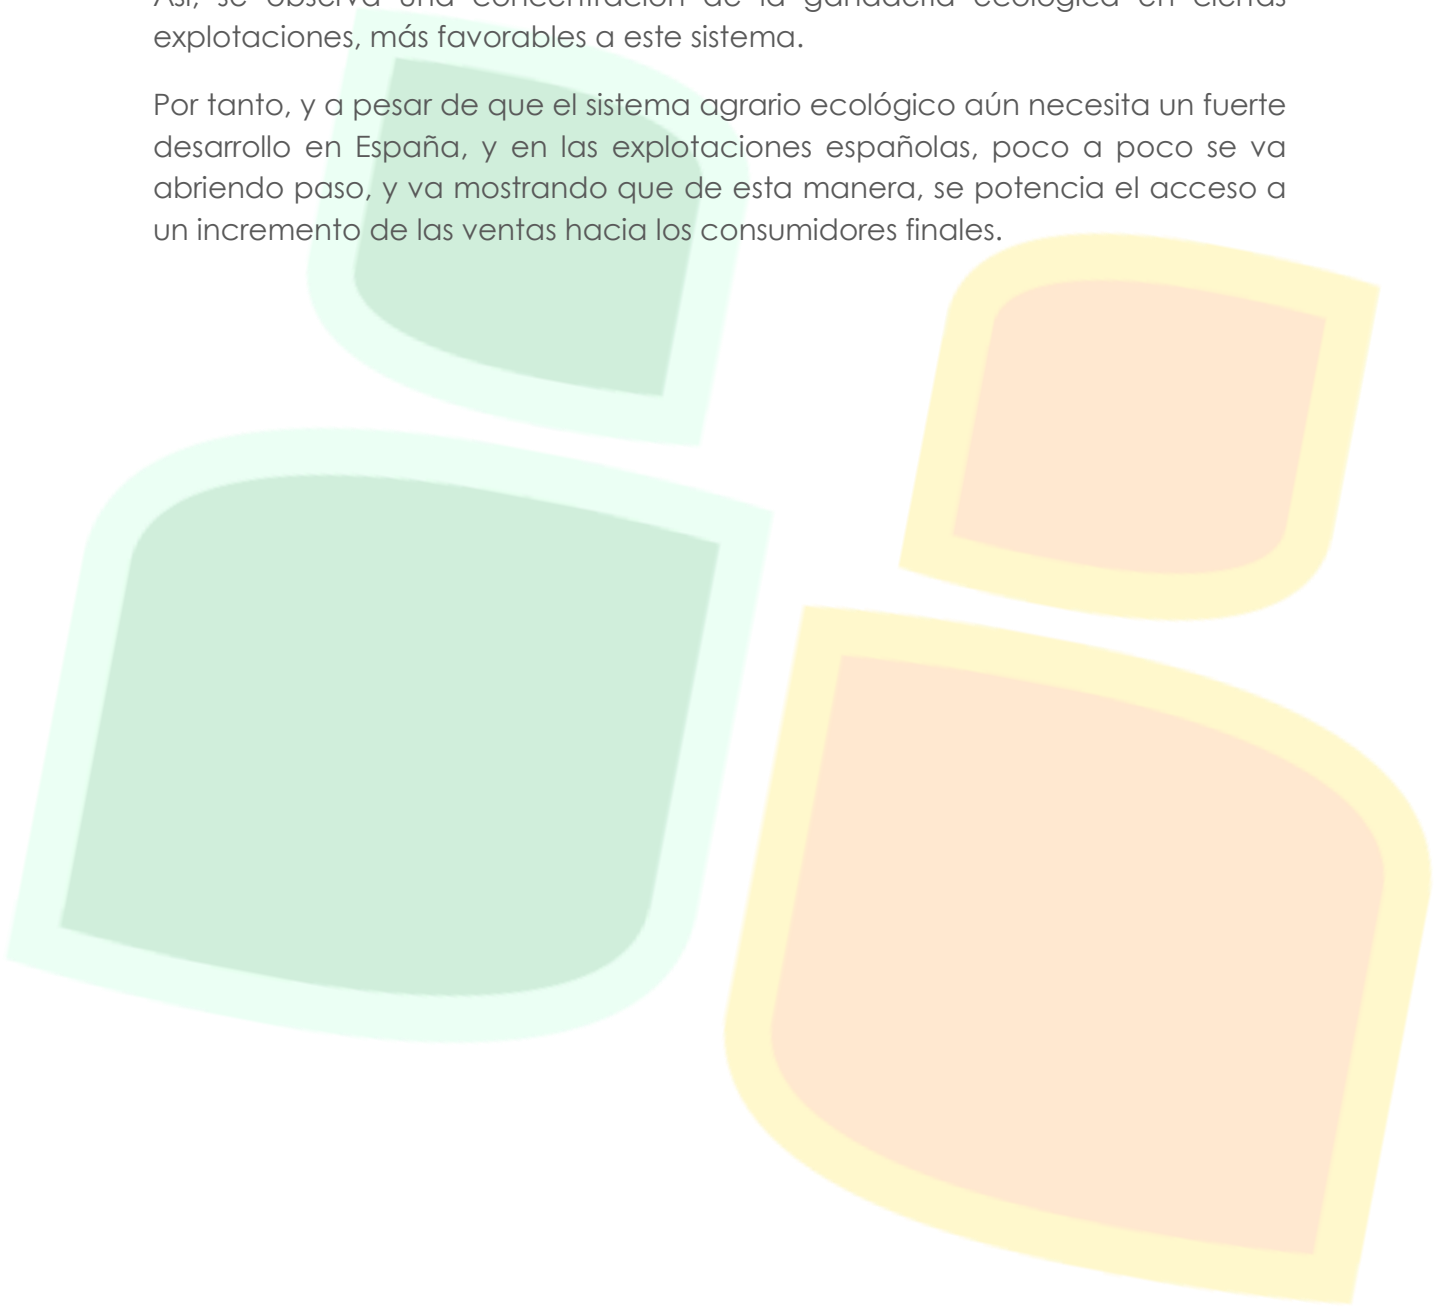 Así, se observa una concentración de la ganadería ecológica en ciertas
explotaciones, más favorables a este sistema.
Por tanto, y a pesar de que el sistema agrario ecológico aún necesita un fuerte
desarrollo en España, y en las explotaciones españolas, poco a poco se va
abriendo paso, y va mostrando que de esta manera, se potencia el acceso a
un incremento de las ventas hacia los consumidores finales.